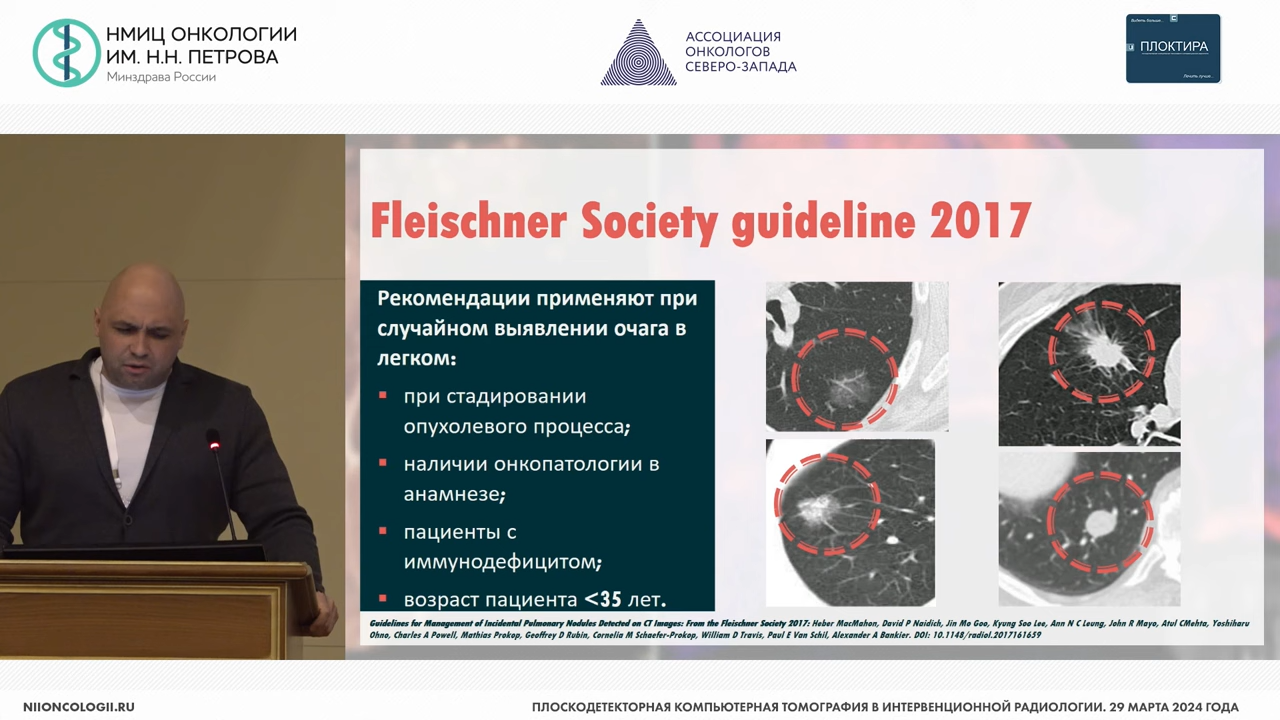 НМИЦ ОНКОЛОГИИ
ИМ. Н.Н. ПЕТРОВА
Минздрава России
АССОЦИАЦИЯ
ОНКОЛОГОВ
СЕВЕРО-ЗАПАДА
Видеть больше...
ПЛОКТИРА
Лечить лучше...
Fleischner Society guideline 2017
Рекомендации применяют при
случайном выявлении очага в
легком:
▪ при стадировании
опухолевого процесса;
▪ наличии онкопатологии в
анамнезе;
▪ пациенты с
иммунодефицитом;
▪ возраст пациента <35 лет.
Guidelines for Management of Incidental Pulmonary Nodules Detected on CT Images: From the Fleischner Society 2017: Heber MacMahon, David P Naidich, Jin Mo Goo, Kyung Soo Lee, Ann N C Leung, John R Mayo, Atul CMehta, Yoshiharu
Ohno, Charles A Powell, Mathias Prokop, Geoffrey D Rubin, Cornelia M Schaefer-Prokop, William D Travis, Paul E Van Schil, Alexander A Bankier. DOI: 10.1148/radiol.2017161659
NIIONCOLOGII.RU
ПЛОСКОДЕТЕКТОРНАЯ КОМПЬЮТЕРНАЯ ТОМОГРАФИЯ В ИНТЕРВЕНЦИОННОЙ РАДИОЛОГИИ. 29 МАРТА 2024 ГОДА